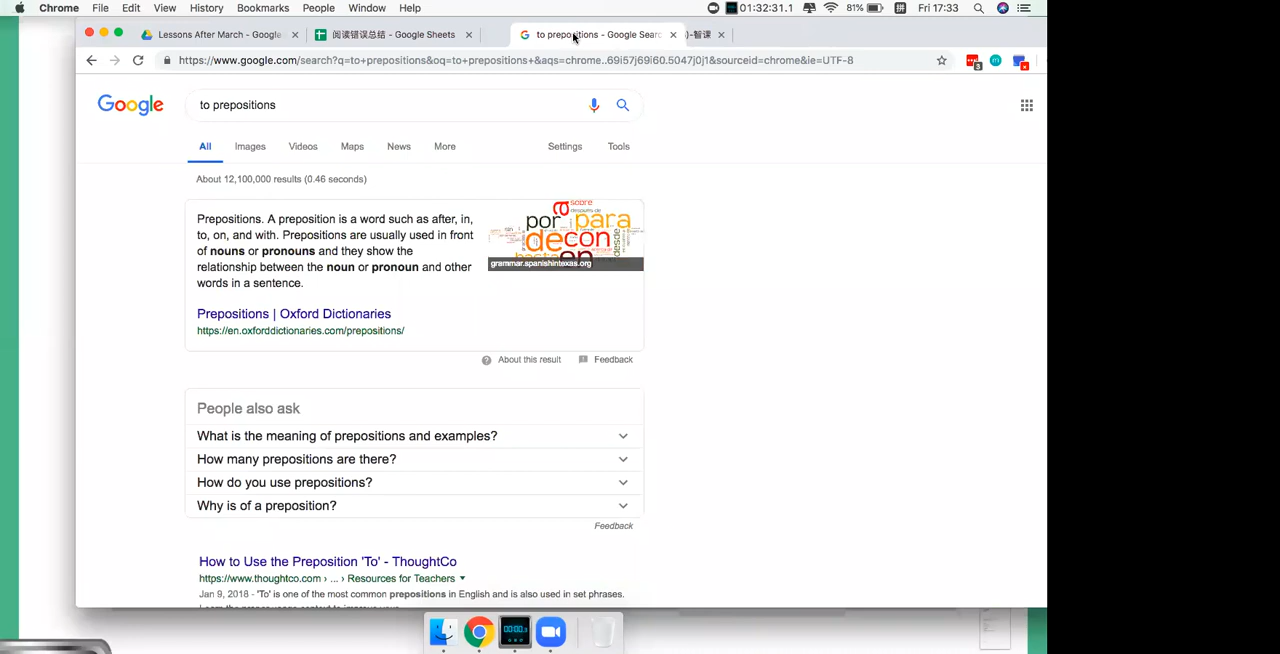 Chrome File Edit View History Bookmarks People Window Help 01:32:31.1 81% Fri 17:33
Lessons After March - Google 阅读错误总结 - Google Sheets to prepositions - Google Search )-智课
https://www.google.com/search?q=to+prepositions&oq=to+prepositions+&aqs=chrome..69i57j69i60.5047j0j1&sourceid=chrome&ie=UTF-8
Google to prepositions
All Images Videos Maps News More Settings Tools
About 12,100,000 results (0.46 seconds)
Prepositions. A preposition is a word such as after, in,
to, on, and with. Prepositions are usually used in front
of nouns or pronouns and they show the
relationship between the noun or pronoun and other
words in a sentence.
score
por para
de con
desde
hasta en
grammar.spanishintexas.org
Prepositions | Oxford Dictionaries
https://en.oxforddictionaries.com/prepositions/
About this result Feedback
People also ask
What is the meaning of prepositions and examples?
How many prepositions are there?
How do you use prepositions?
Why is of a preposition?
Feedback
How to Use the Preposition 'To' - ThoughtCo
https://www.thoughtco.com › ... › Resources for Teachers
Jan 9, 2018 - 'To' is one of the most common prepositions in English and is also used in set phrases.